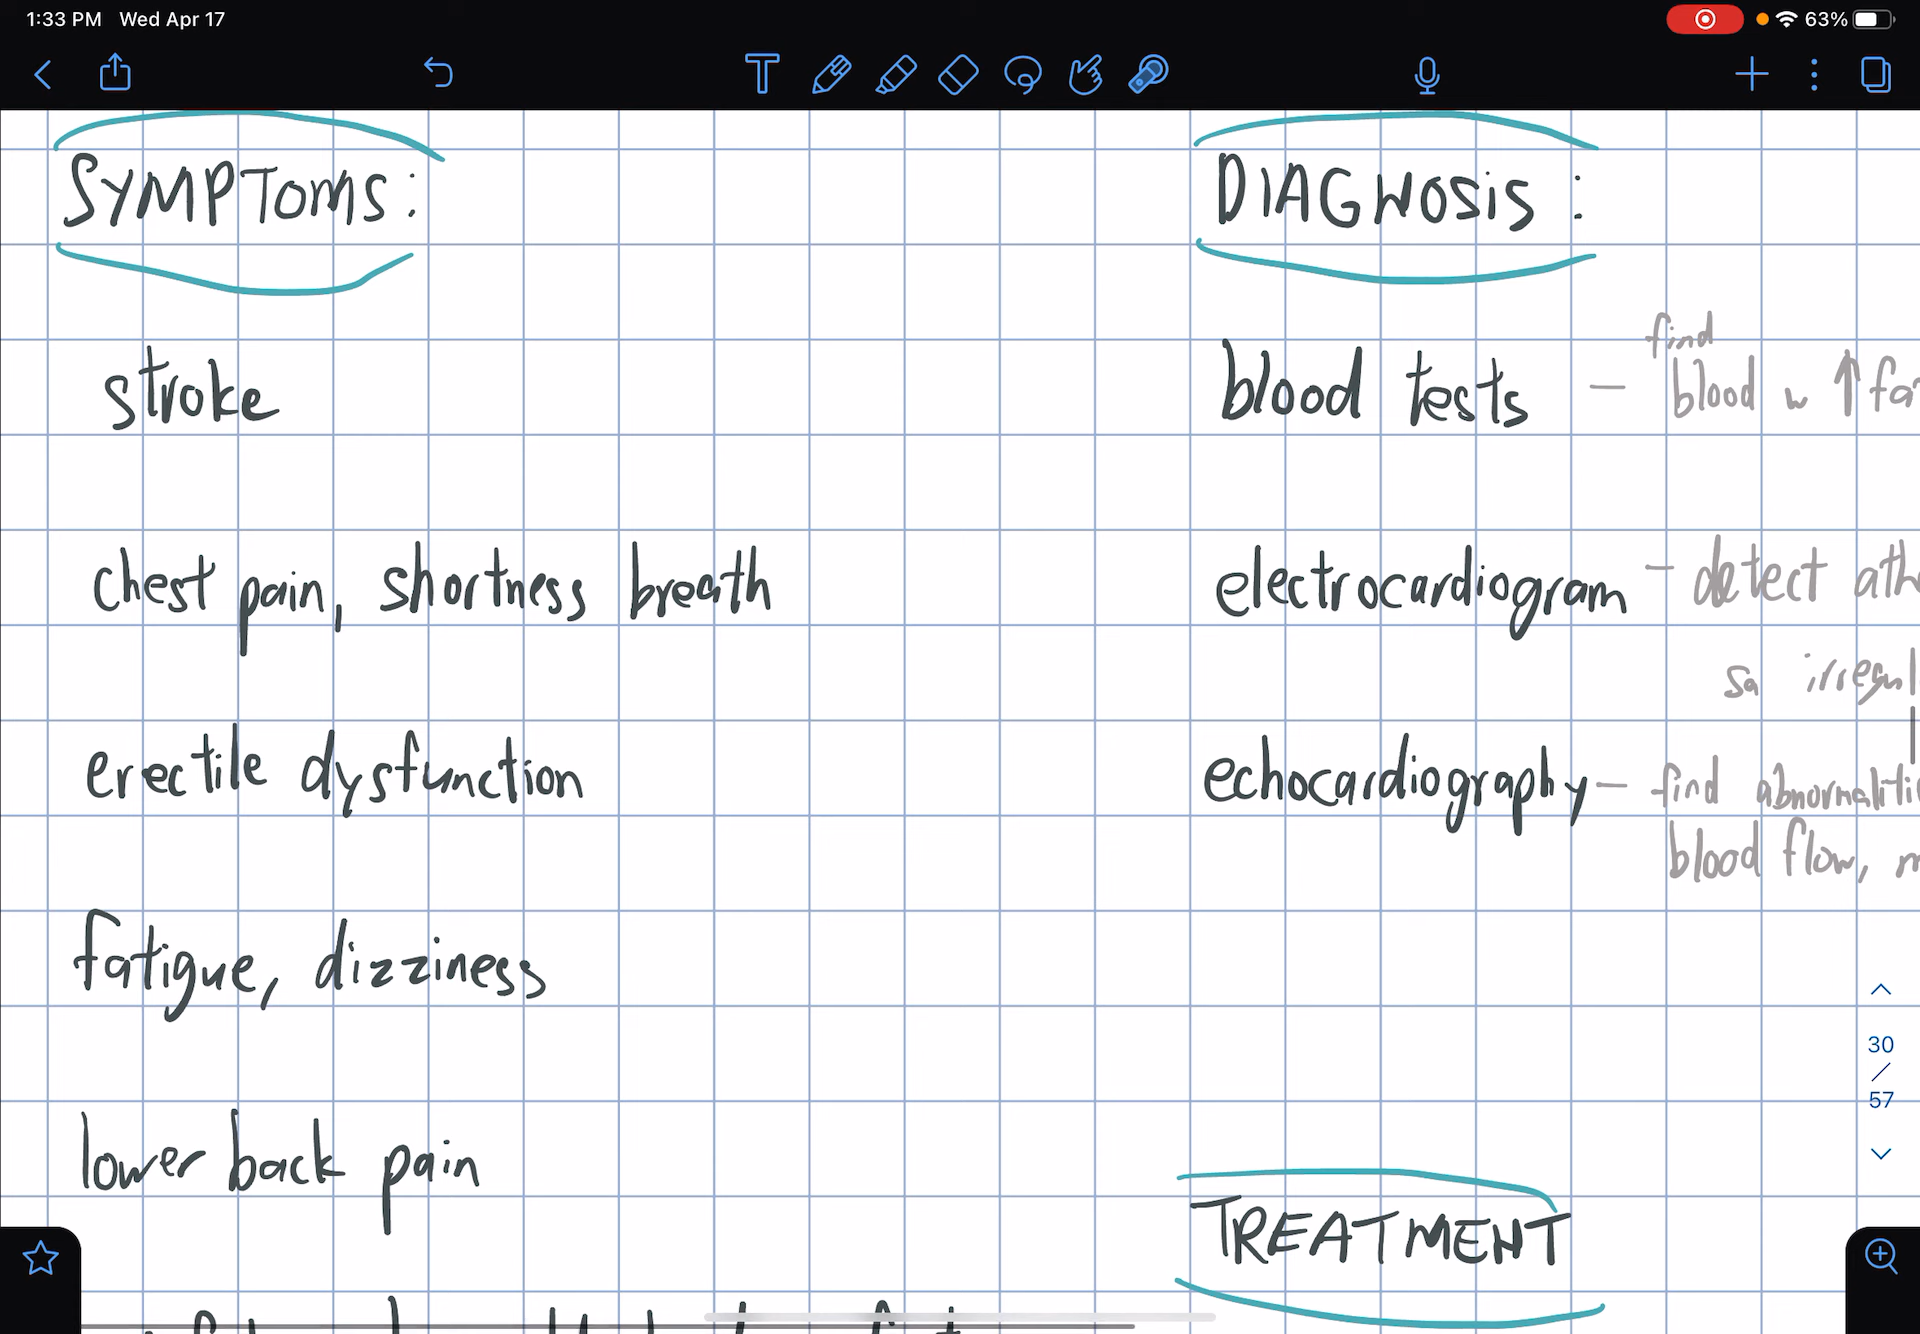 1:33 PM Wed Apr 17
63%
SYMPTOMS:
stroke
chest pain, shortness breath
erectile dysfunction
fatigue, dizziness
lower back pain
DIAGNOSIS:
find
blood tests - blood w ↑ fa
electrocardiogram - detect ath
sa irregul
echocardiography - find abnormaliti
blood flow, m
TREATMENT
30
/
57